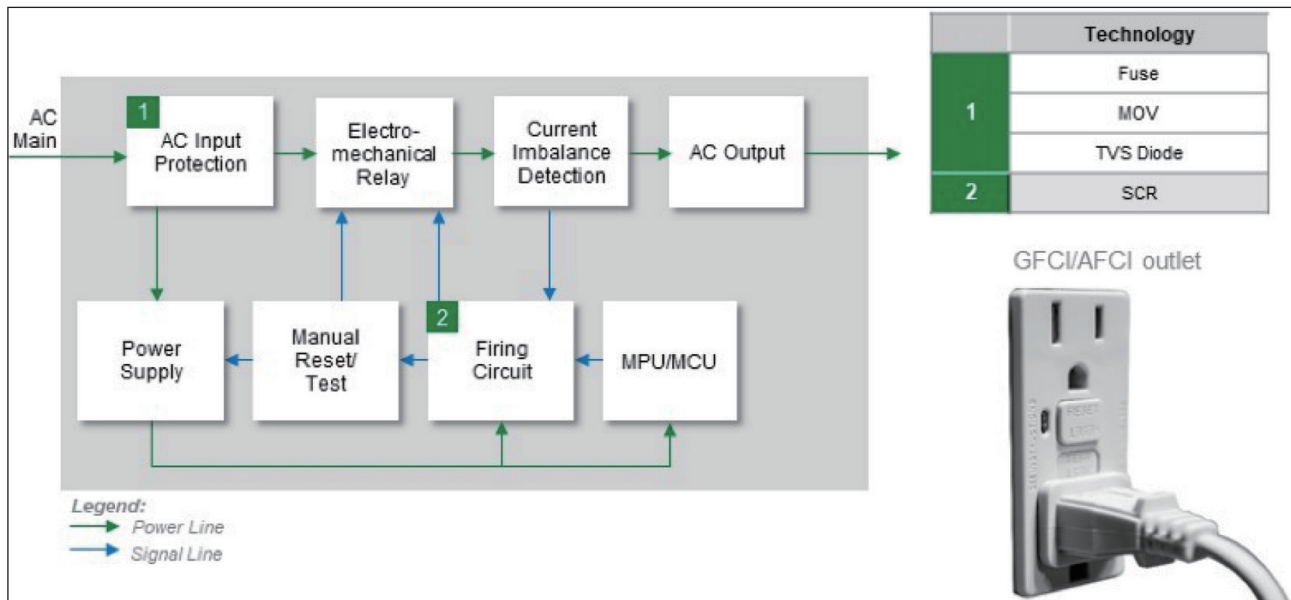 AC
Main
1
AC Input
Protection
Electro-
mechanical
Relay
Current
Imbalance
Detection
AC Output
Power
Supply
Manual
Reset/
Test
2
Firing
Circuit
MPU/MCU
Legend:
Power Line
Signal Line
Technology
1
Fuse
MOV
TVS Diode
2
SCR
GFCI/AFCI outlet
RESET